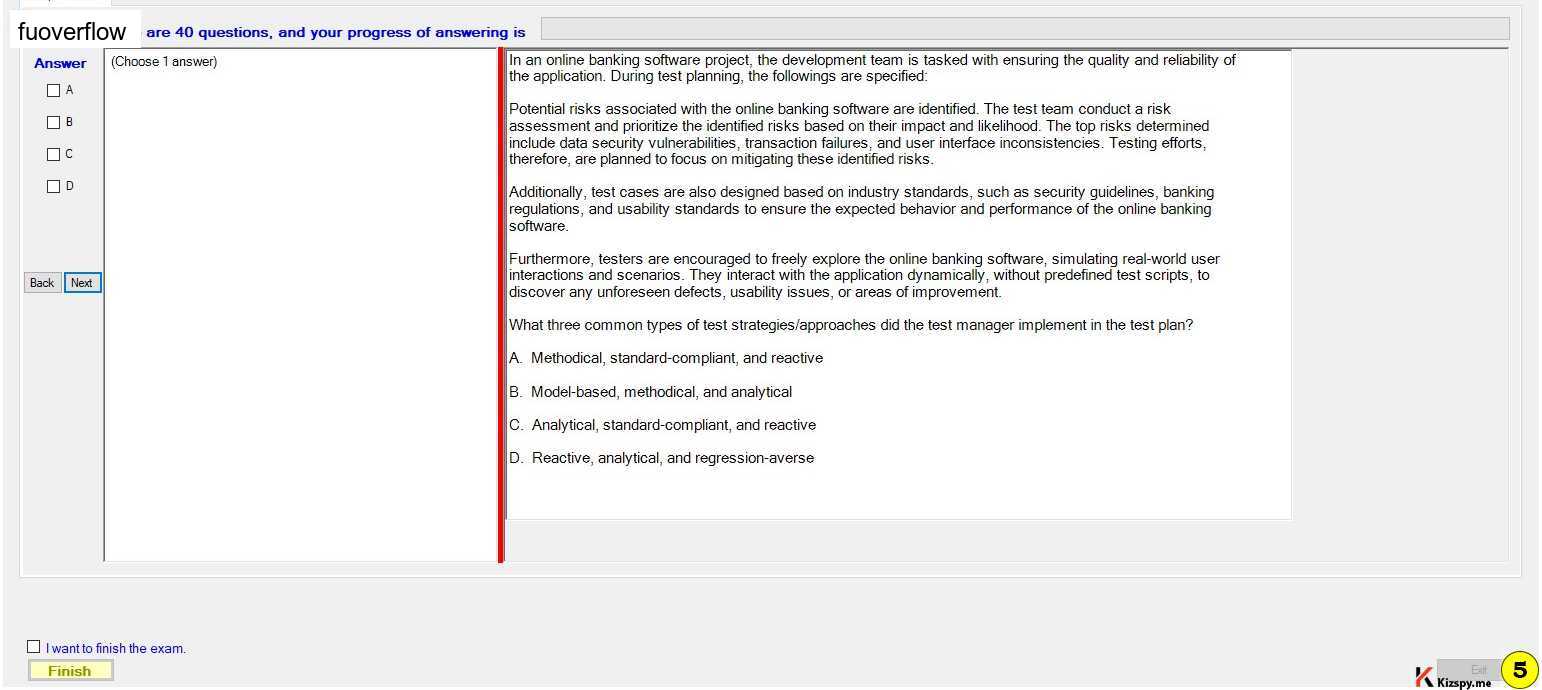 fuoverflow are 40 questions, and your progress of answering is
Answer
A
B
C
D
Back Next
(Choose 1 answer)
In an online banking software project, the development team is tasked with ensuring the quality and reliability of
the application. During test planning, the followings are specified:
Potential risks associated with the online banking software are identified. The test team conduct a risk
assessment and prioritize the identified risks based on their impact and likelihood. The top risks determined
include data security vulnerabilities, transaction failures, and user interface inconsistencies. Testing efforts,
therefore, are planned to focus on mitigating these identified risks.
Additionally, test cases are also designed based on industry standards, such as security guidelines, banking
regulations, and usability standards to ensure the expected behavior and performance of the online banking
software.
Furthermore, testers are encouraged to freely explore the online banking software, simulating real-world user
interactions and scenarios. They interact with the application dynamically, without predefined test scripts, to
discover any unforeseen defects, usability issues, or areas of improvement.
What three common types of test strategies/approaches did the test manager implement in the test plan?
A. Methodical, standard-compliant, and reactive
B. Model-based, methodical, and analytical
C. Analytical, standard-compliant, and reactive
D. Reactive, analytical, and regression-averse
I want to finish the exam.
Finish
Exit
Kizspy.me
5